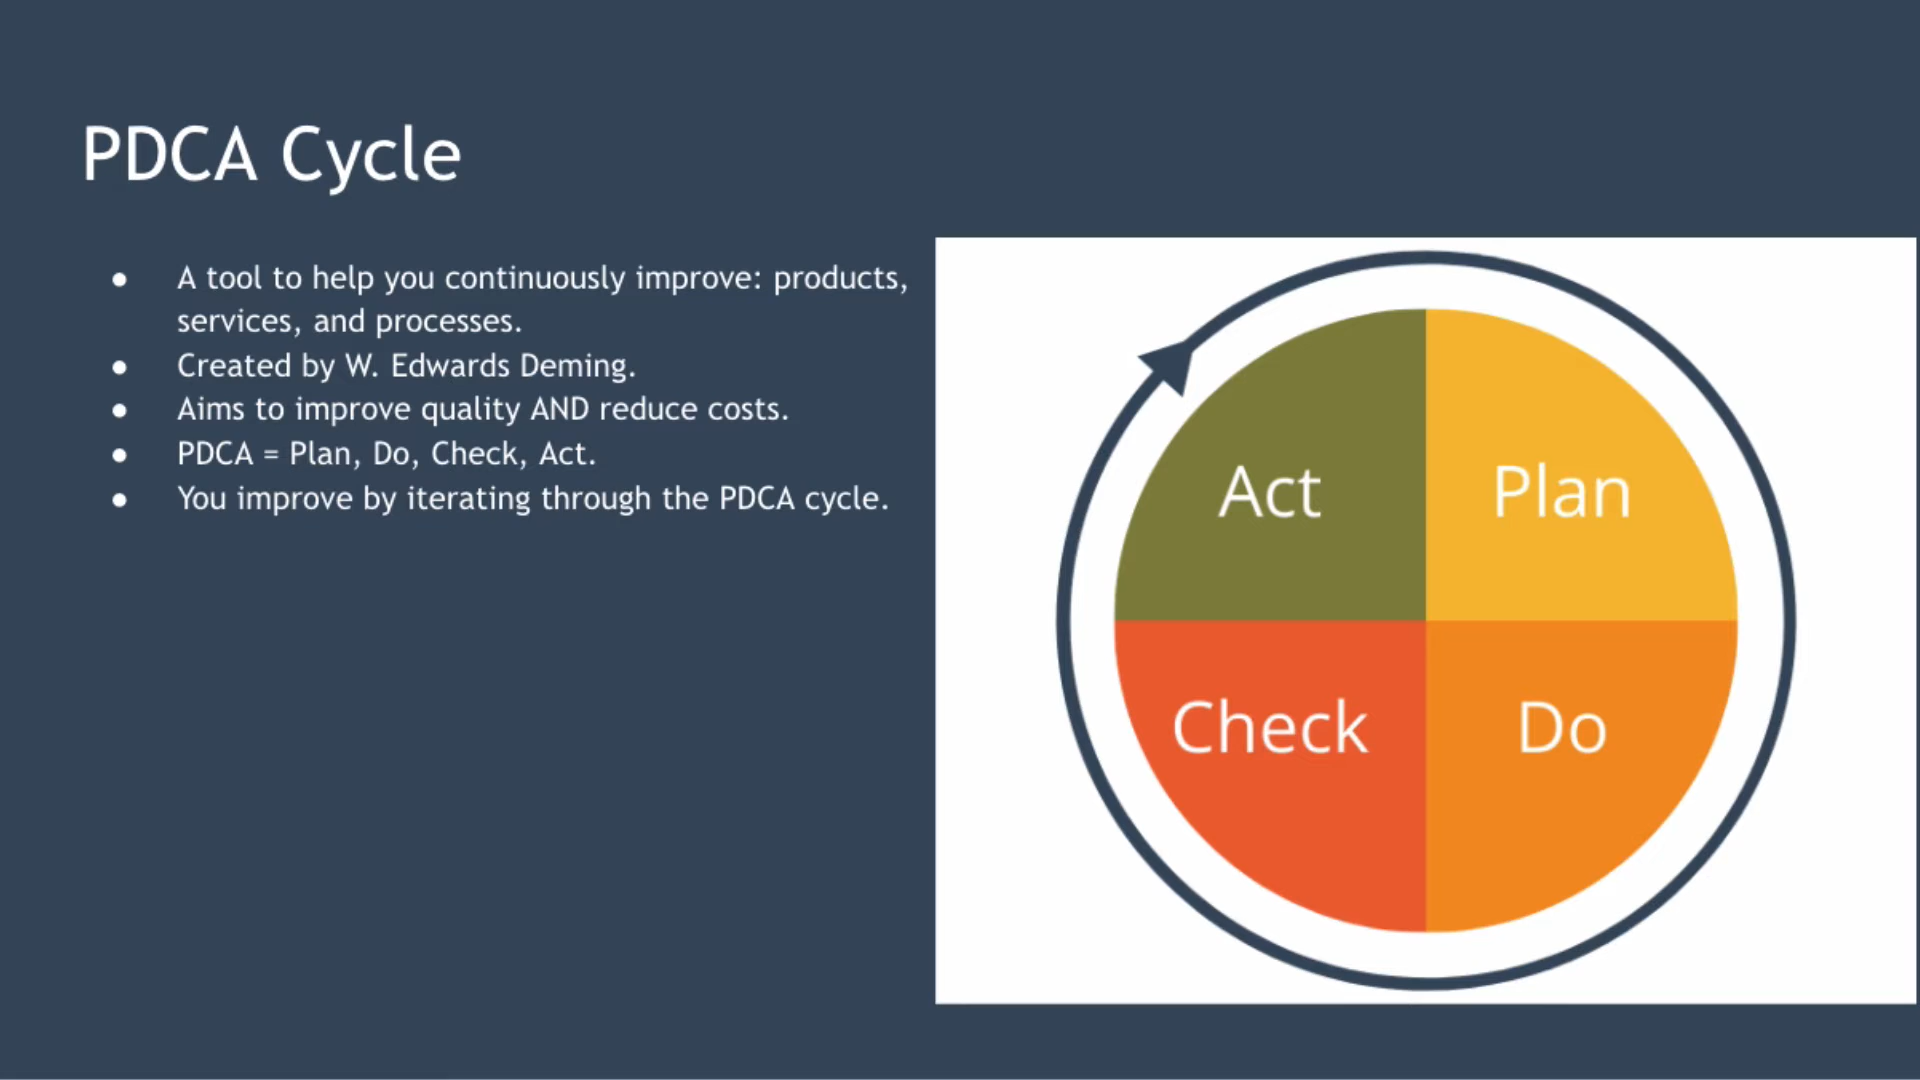 PDCA Cycle
● A tool to help you continuously improve: products,
services, and processes.
● Created by W. Edwards Deming.
● Aims to improve quality AND reduce costs.
● PDCA = Plan, Do, Check, Act.
● You improve by iterating through the PDCA cycle.
Act
Plan
Check
Do